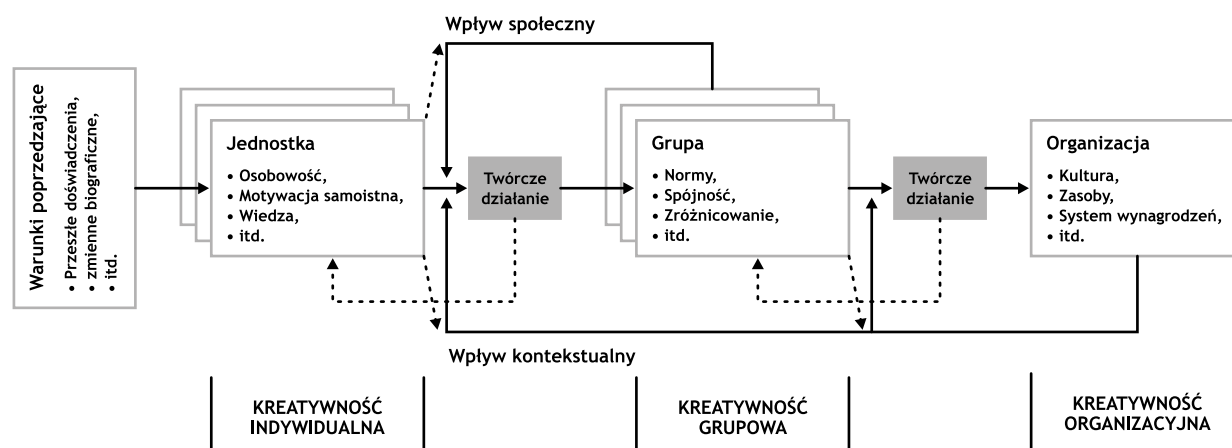 Wpływ społeczny
Warunki poprzedzające
• Przeszłe doświadczenia,
• zmienne biograficzne,
• itd.
Jednostka
• Osobowość,
• Motywacja samoistna,
• Wiedza,
• itd.
Twórcze
działanie
Grupa
• Normy,
• Spójność,
• Zróżnicowanie,
• itd.
Twórcze
działanie
Organizacja
• Kultura,
• Zasoby,
• System wynagrodzeń,
• itd.
Wpływ kontekstualny
KREATYWNOŚĆ
INDYWIDUALNA
KREATYWNOŚĆ
GRUPOWA
KREATYWNOŚĆ
ORGANIZACYJNA